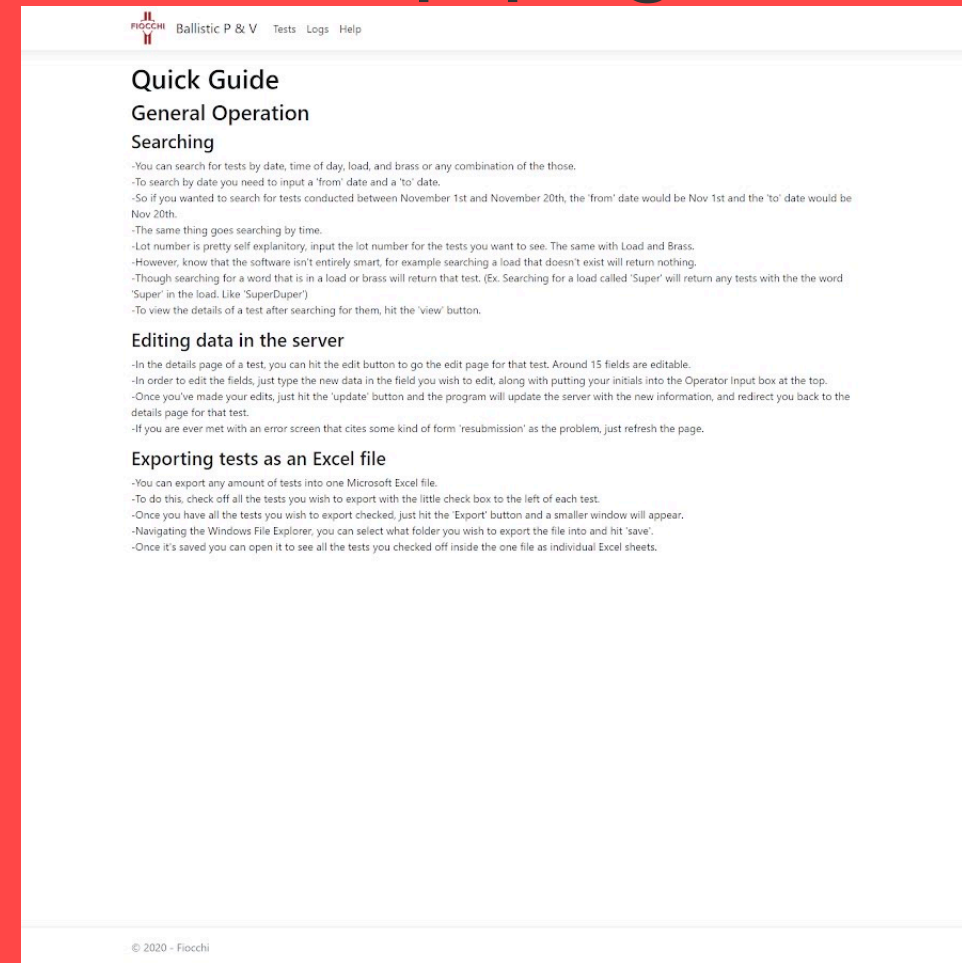 FIOCCHI
Ballistic P & V Tests Logs Help
Quick Guide
General Operation
Searching
-You can search for tests by date, time of day, load, and brass or any combination of the those.
-To search by date you need to input a 'from' date and a 'to' date.
-So if you wanted to search for tests conducted between November 1st and November 20th, the 'from' date would be Nov 1st and the 'to' date would be
Nov 20th.
-The same thing goes searching by time.
-Lot number is pretty self explanitory, input the lot number for the tests you want to see. The same with Load and Brass.
-However, know that the software isn't entirely smart, for example searching a load that doesn't exist will return nothing.
-Though searching for a word that is in a load or brass will return that test. (Ex. Searching for a load called 'Super' will return any tests with the the word
'Super' in the load. Like 'SuperDuper')
-To view the details of a test after searching for them, hit the 'view' button.
Editing data in the server
-In the details page of a test, you can hit the edit button to go the edit page for that test. Around 15 fields are editable.
-In order to edit the fields, just type the new data in the field you wish to edit, along with putting your initials into the Operator Input box at the top.
-Once you've made your edits, just hit the 'update' button and the program will update the server with the new information, and redirect you back to the
details page for that test.
-If you are ever met with an error screen that cites some kind of form 'resubmission' as the problem, just refresh the page.
Exporting tests as an Excel file
-You can export any amount of tests into one Microsoft Excel file.
-To do this, check off all the tests you wish to export with the little check box to the left of each test.
-Once you have all the tests you wish to export checked, just hit the 'Export' button and a smaller window will appear.
-Navigating the Windows File Explorer, you can select what folder you wish to export the file into and hit 'save'.
-Once it's saved you can open it to see all the tests you checked off inside the one file as individual Excel sheets.
© 2020 - Fiocchi